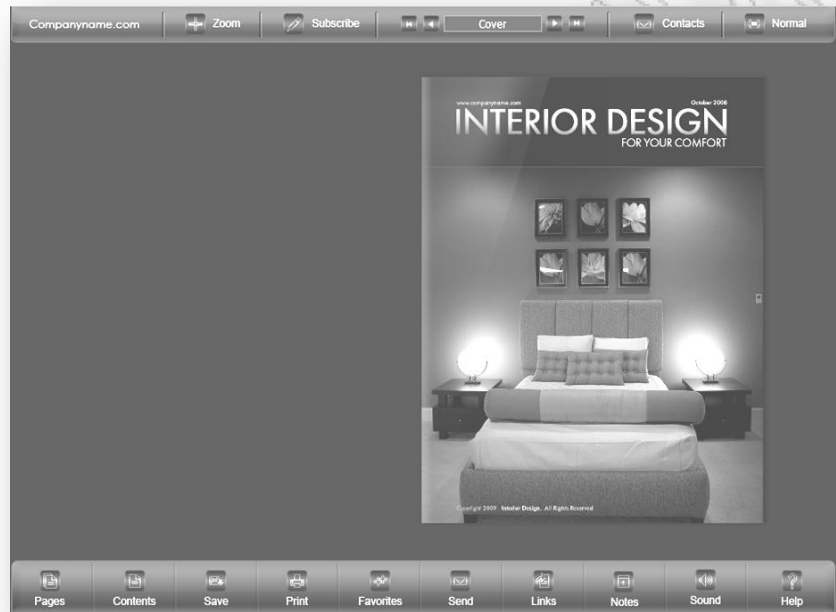 Companyname.com
Zoom
Subscribe
Cover
Contacts
Normal
www.companyname.com
October 2008
INTERIOR DESIGN
FOR YOUR COMFORT
Copyright 2009 Interior Design. All Rights Reserved
Pages
Contents
Save
Print
Favorites
Send
Links
Notes
Sound
Help